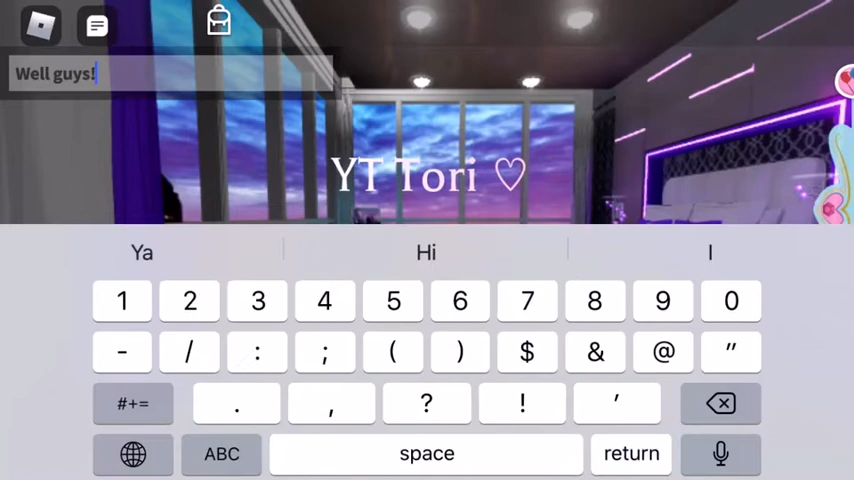 Well guys!
YT Tori ♡
Ya Hi I
1 2 3 4 5 6 7 8 9 0
- / : ; ( ) $ & @ "
#+= . , ? ! '
ABC space return